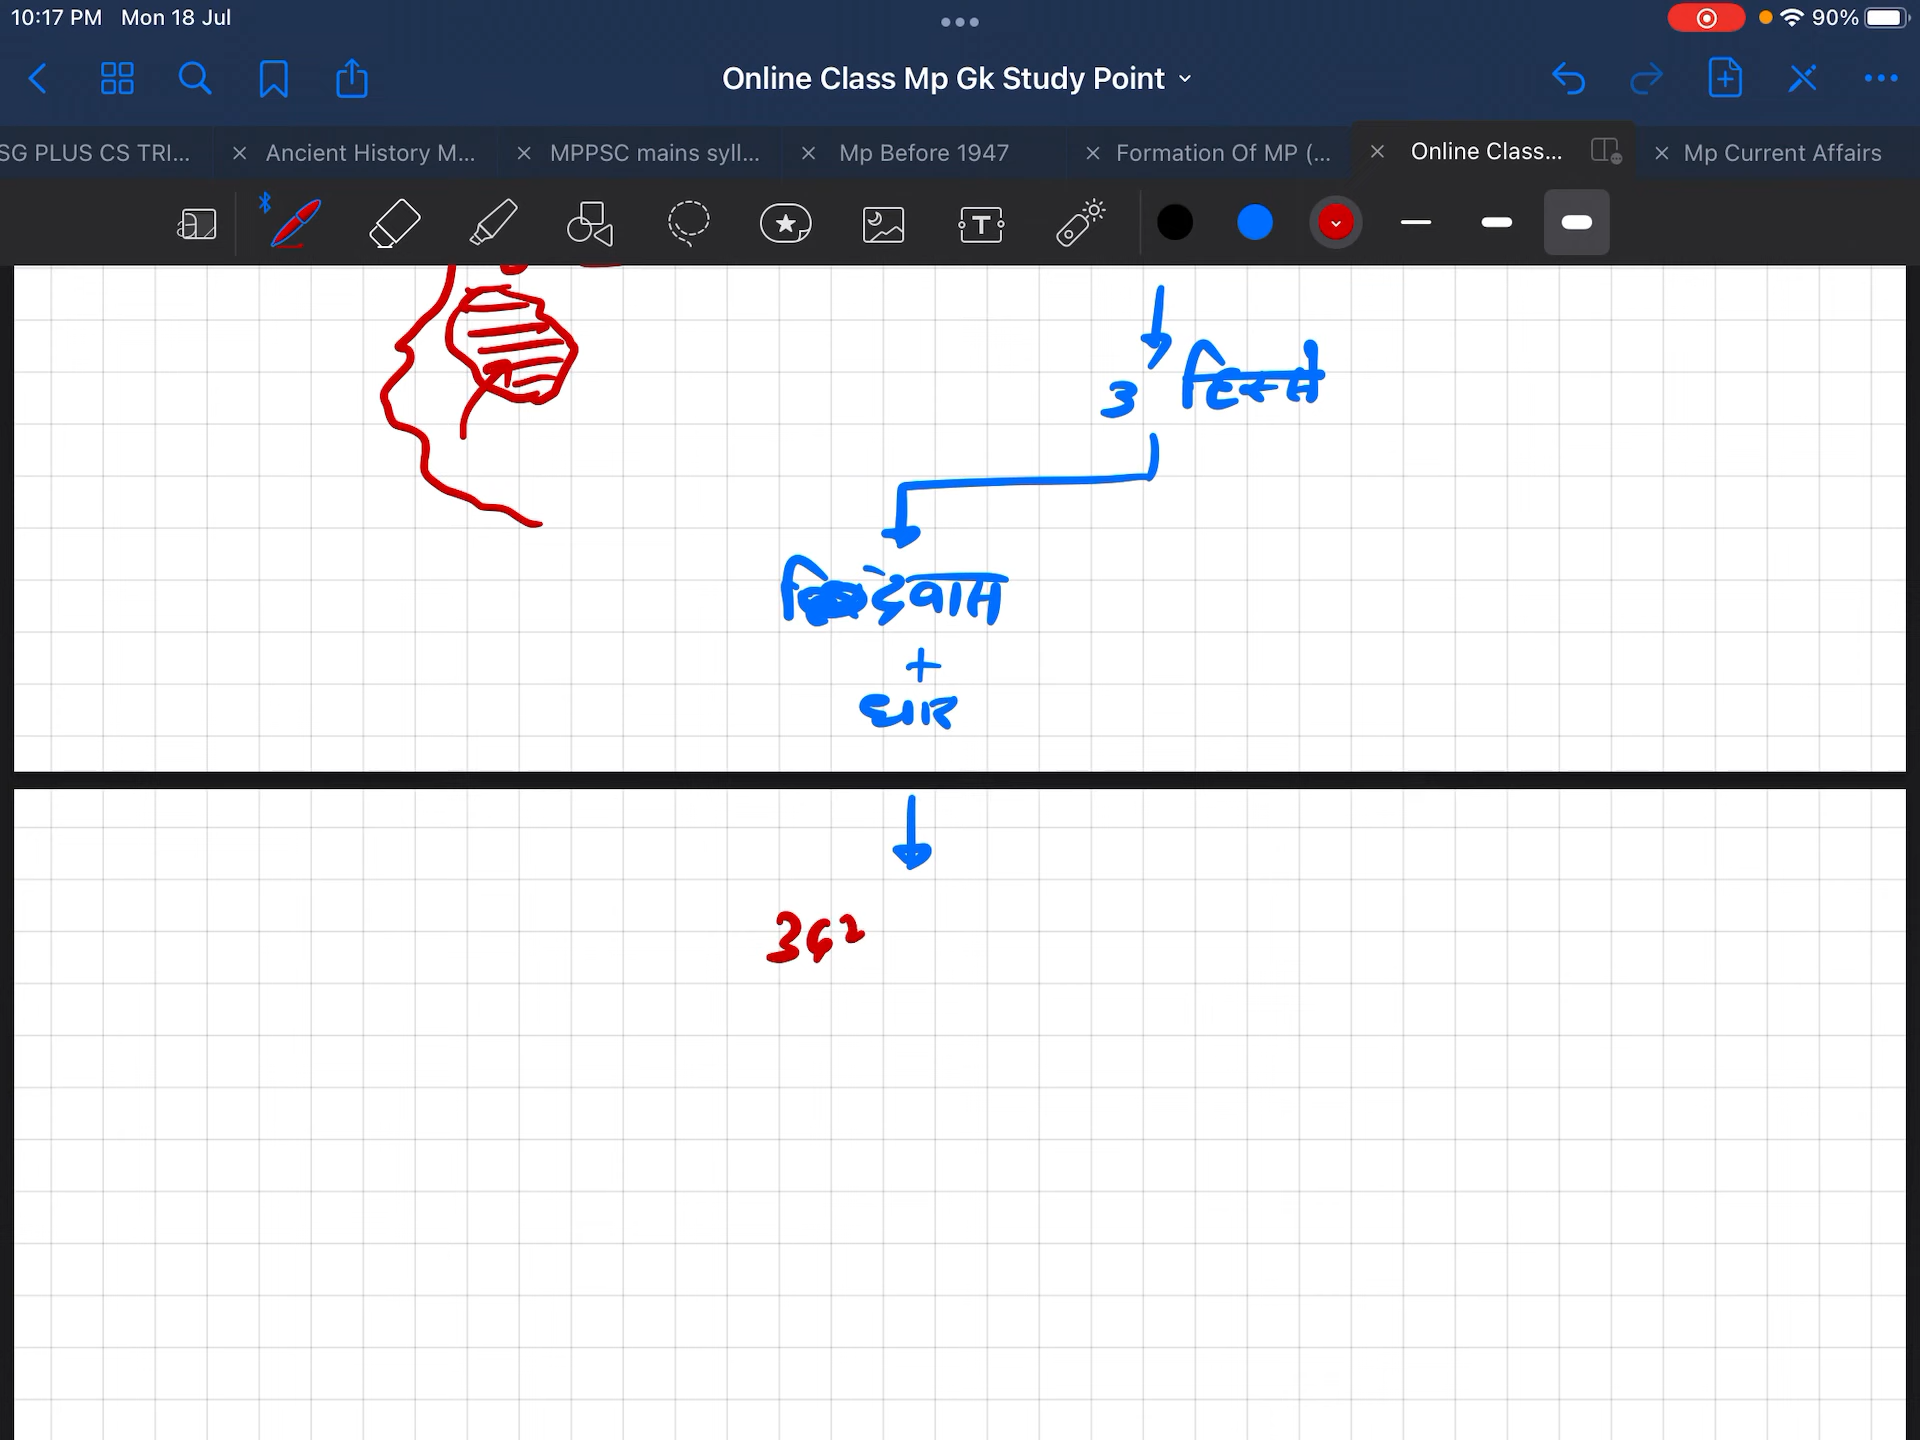 10:17 PM Mon 18 Jul
90%
Online Class Mp Gk Study Point
SG PLUS CS TRI...
Ancient History M...
MPPSC mains syll...
Mp Before 1947
Formation Of MP (...
Online Class...
Mp Current Affairs
T
3 हिस्से
+
धार